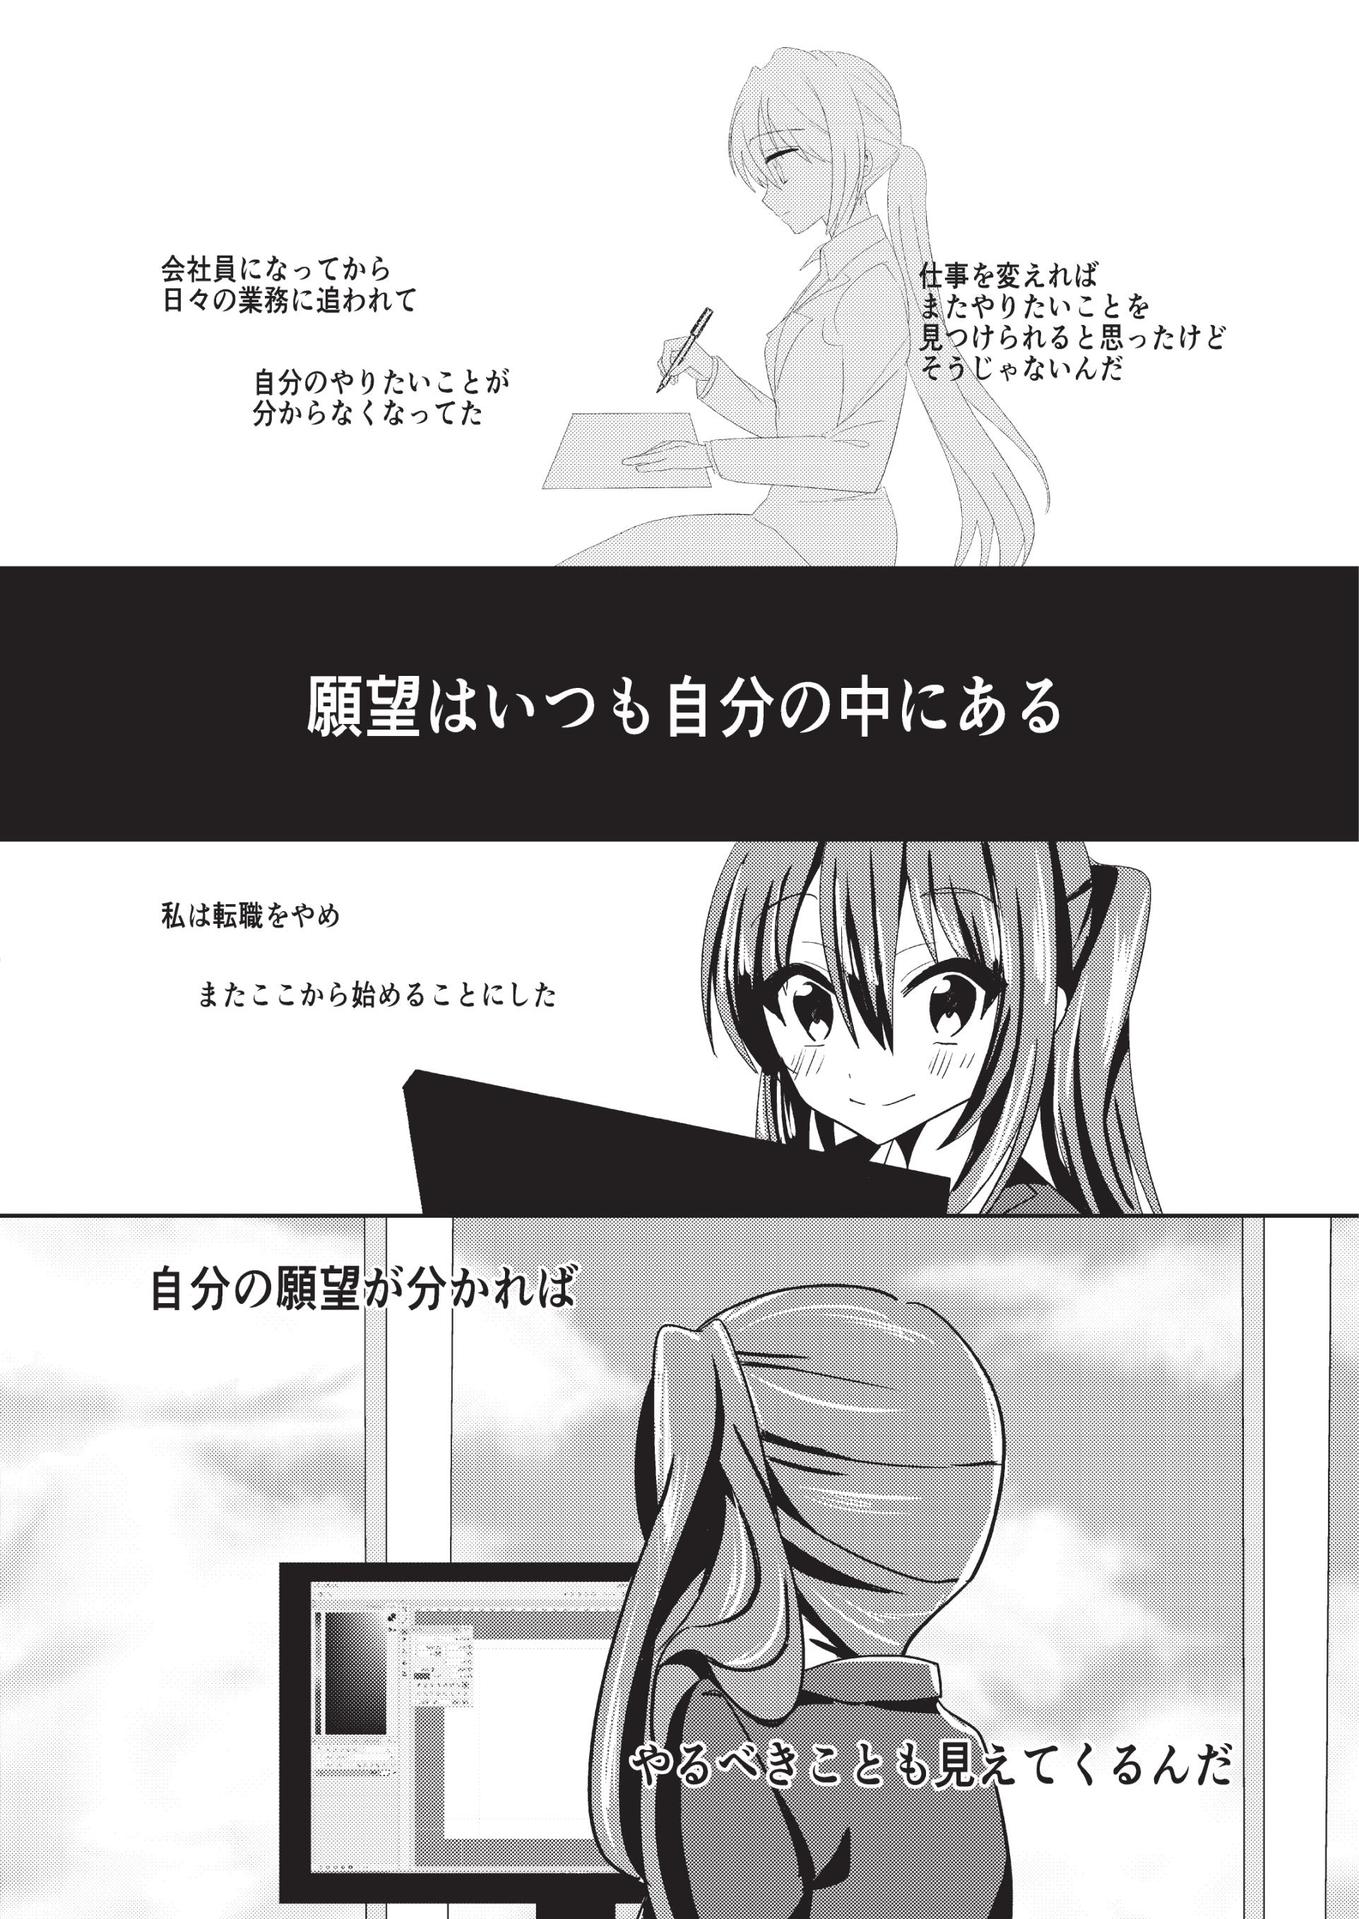 会社員になってから
日々の業務に追われて
自分のやりたいことが
分からなくなってた
仕事を変えれば
またやりたいことを
見つけられると思ったけど
そうじゃないんだ
願望はいつも自分の中にある
私は転職をやめ
またここから始めることにした
自分の願望が分かれば
やるべきことも見えてくるんだ